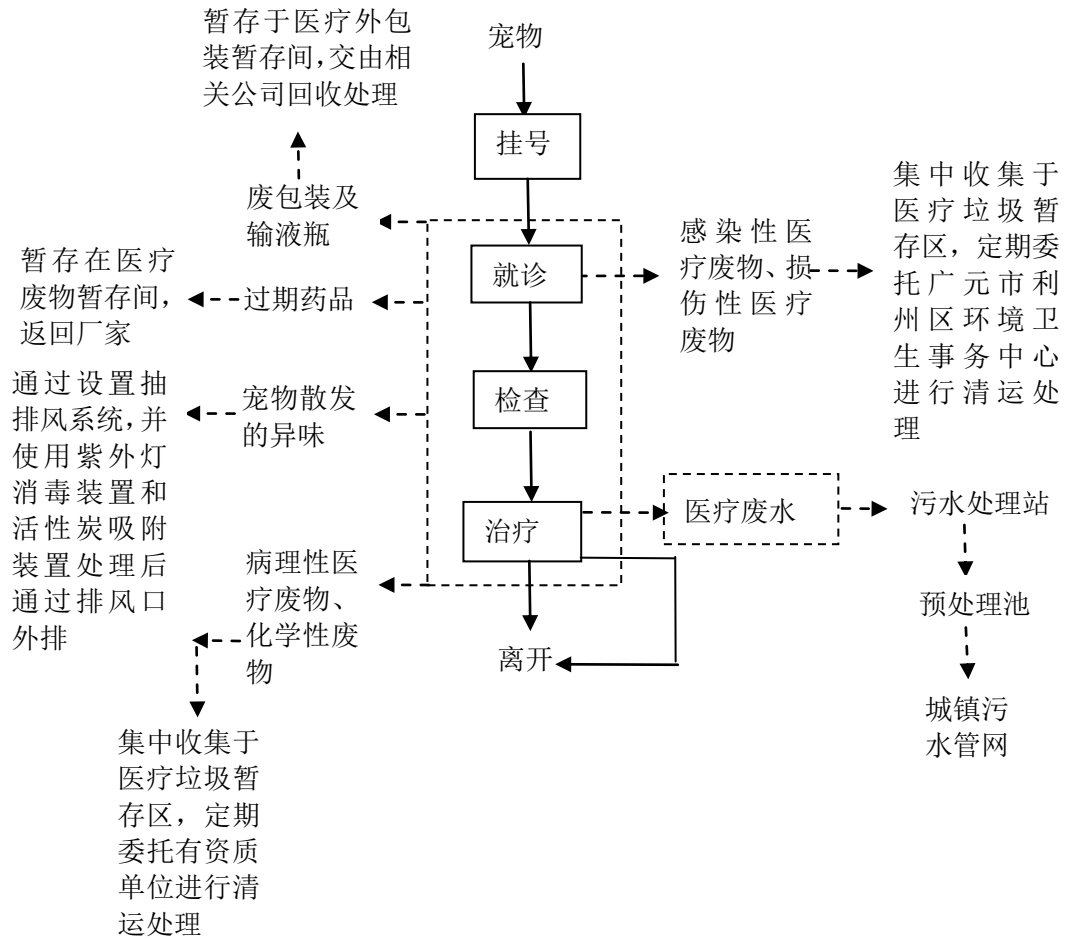 暂存于医疗外包
装暂存间，交由相
关公司回收处理
宠物
挂号
废包装及
输液瓶
就诊
感染性医
疗废物、损
伤性医疗
废物
集中收集于
医疗垃圾暂
存区，定期委
托广元市利
州区环境卫
生事务中心
进行清运处
理
暂存在医疗
废物暂存间，
返回厂家
过期药品
检查
通过设置抽
排风系统，并
使用紫外灯
消毒装置和
活性炭吸附
装置处理后
通过排风口
外排
宠物散发
的异味
治疗
医疗废水
污水处理站
预处理池
城镇污
水管网
病理性医
疗废物、
化学性废
物
离开
集中收集于
医疗垃圾暂
存区，定期
委托有资质
单位进行清
运处理